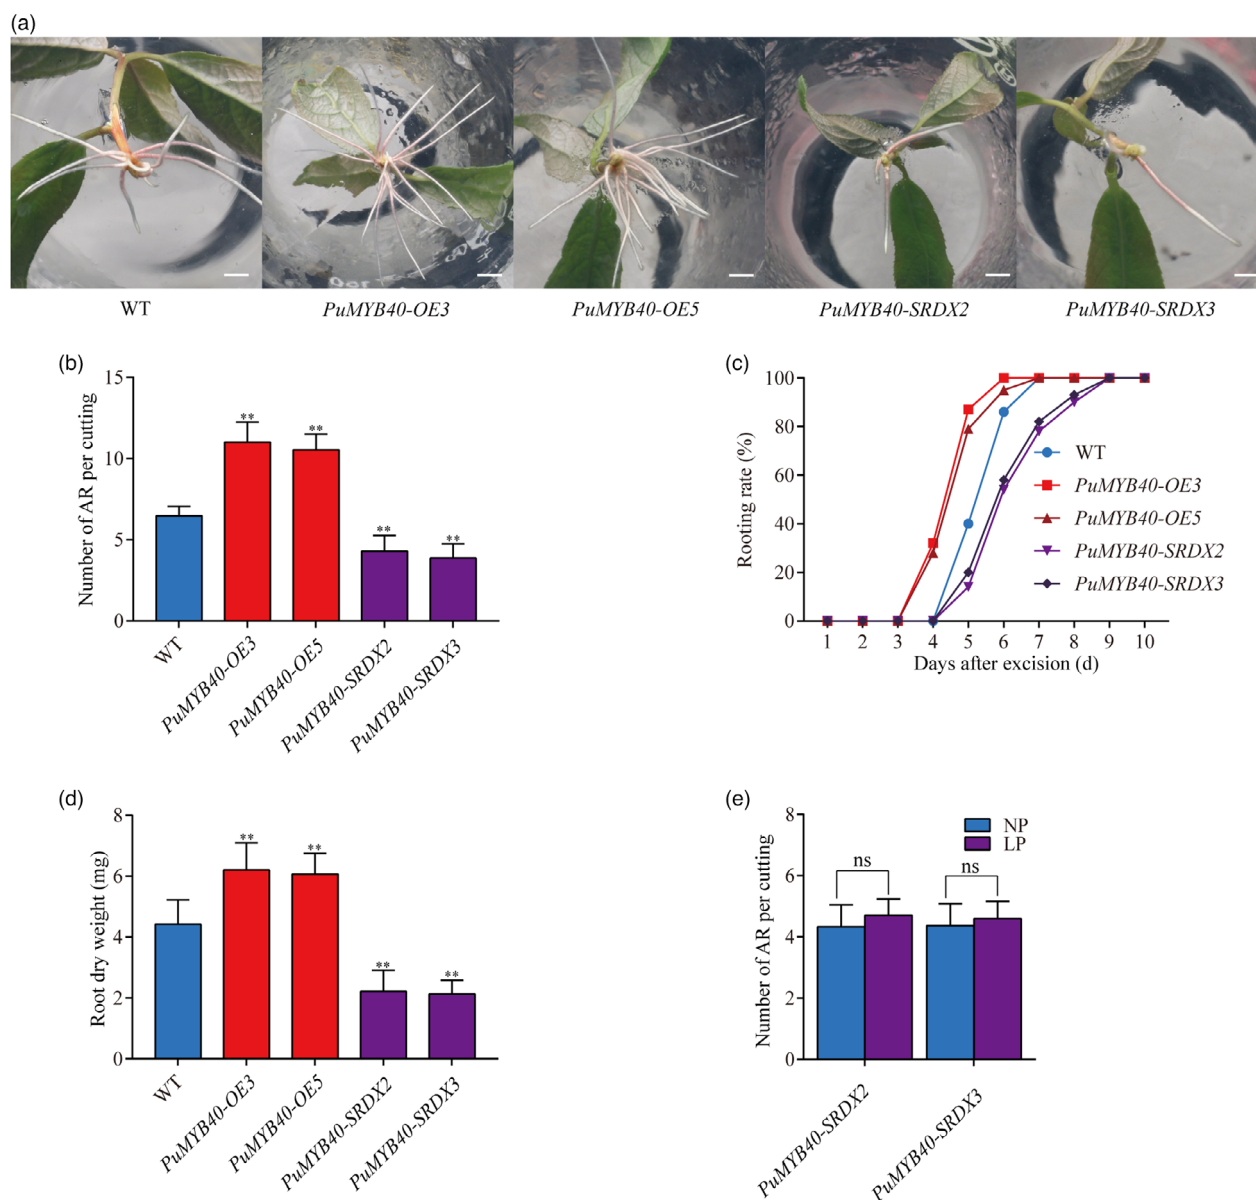 (a)
WT
PuMYB40-OE3
PuMYB40-OE5
PuMYB40-SRDX2
PuMYB40-SRDX3
(b)
Number of AR per cutting
15
10
5
0
**
**
**
**
WT
PuMYB40-OE3
PuMYB40-OE5
PuMYB40-SRDX2
PuMYB40-SRDX3
(c)
Rooting rate (%)
100
80
60
40
20
0
WT
PuMYB40-OE3
PuMYB40-OE5
PuMYB40-SRDX2
PuMYB40-SRDX3
1 2 3 4 5 6 7 8 9 10
Days after excision (d)
(d)
Root dry weight (mg)
8
6
4
2
0
**
**
**
**
WT
PuMYB40-OE3
PuMYB40-OE5
PuMYB40-SRDX2
PuMYB40-SRDX3
(e)
Number of AR per cutting
8
6
4
2
0
NP
LP
ns
ns
PuMYB40-SRDX2
PuMYB40-SRDX3